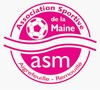 Association Sportive
de la
Maine
asm
Aigrefeuille - Remouillé